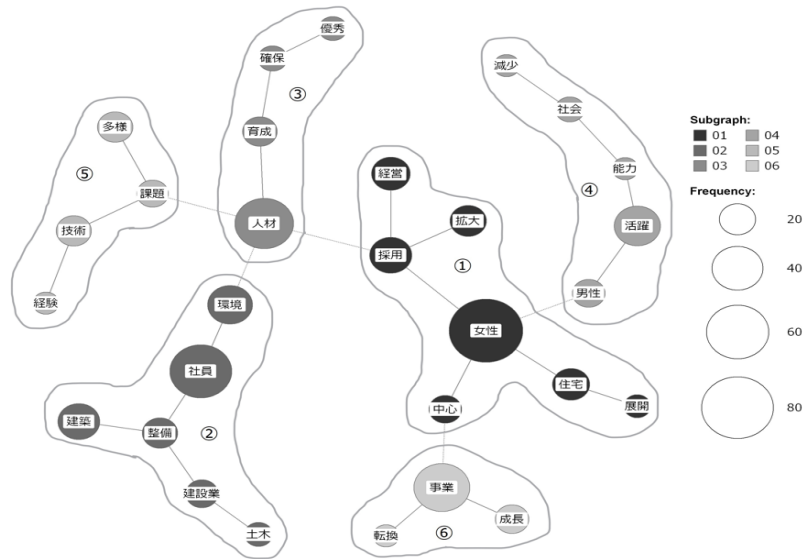 優秀
確保
③
育成
人材
多様
⑤
課題
技術
経験
減少
社会
能力
④
活躍
男性
経営
拡大
採用
①
女性
住宅
展開
中心
環境
社員
建築
整備
②
建設業
土木
事業
成長
転換
⑥
Subgraph:
01 04
02 05
03 06
Frequency:
20
40
60
80